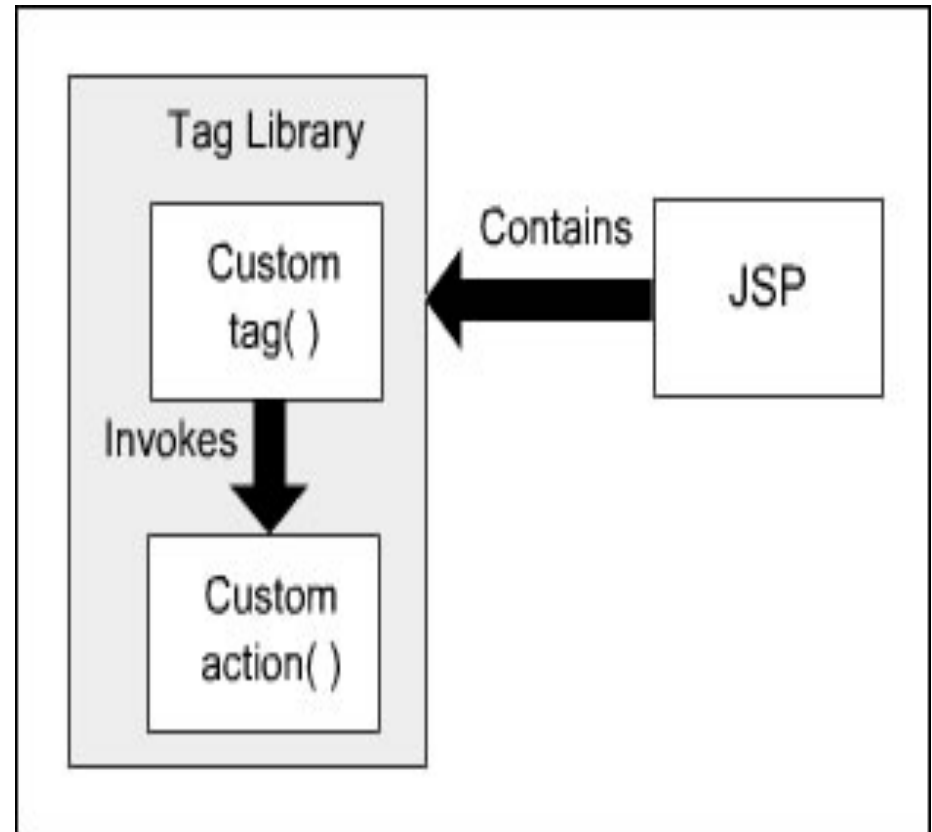 Tag Library
Custom
tag( )
Invokes
Custom
action( )
Contains
JSP